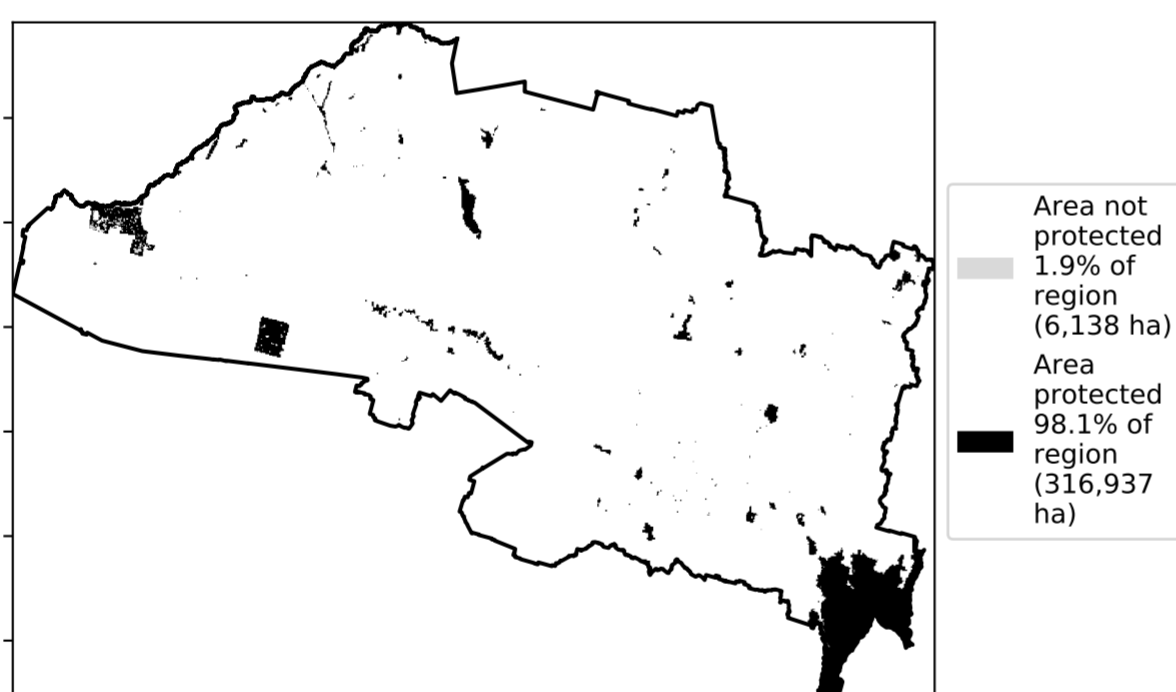 Area not
protected
1.9% of
region
(6,138 ha)
Area
protected
98.1% of
region
(316,937
ha)